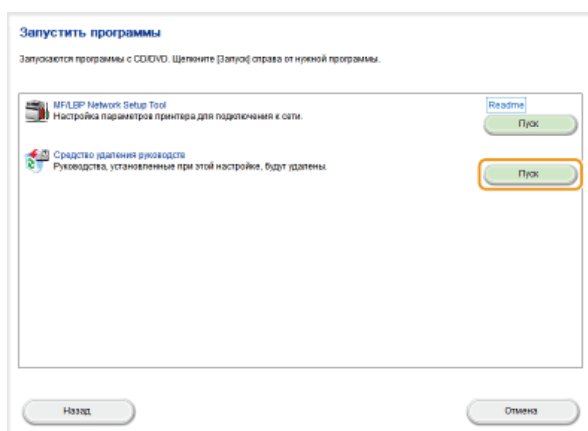 Запустить программы
Запускаются программы с CD/DVD. Щелкните [Запуск] справа от нужной программы.
MF/LBP Network Setup Tool
Readme
Настройка параметров принтера для подключения к сети.
Пуск
Средство удаления руководств
Руководства, установленные при этой настройке, будут удалены.
Пуск
Назад
Отмена